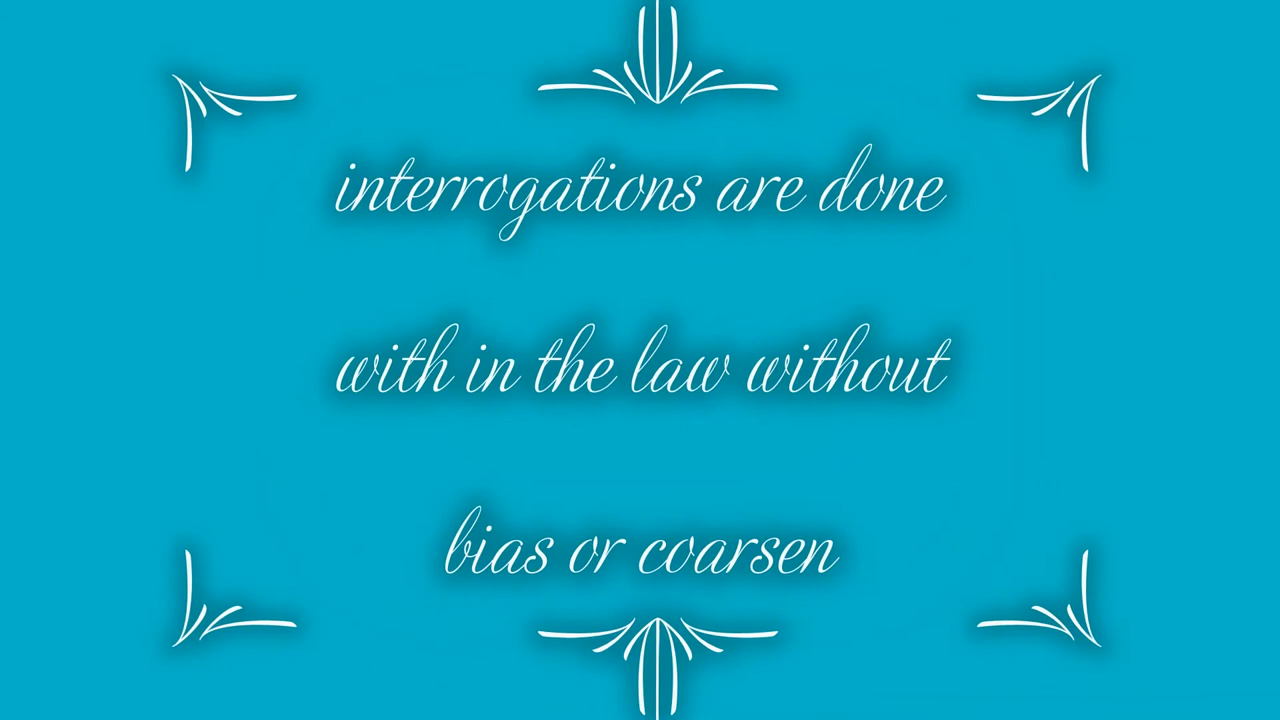 interrogations are done
with in the law without
bias or coarsen